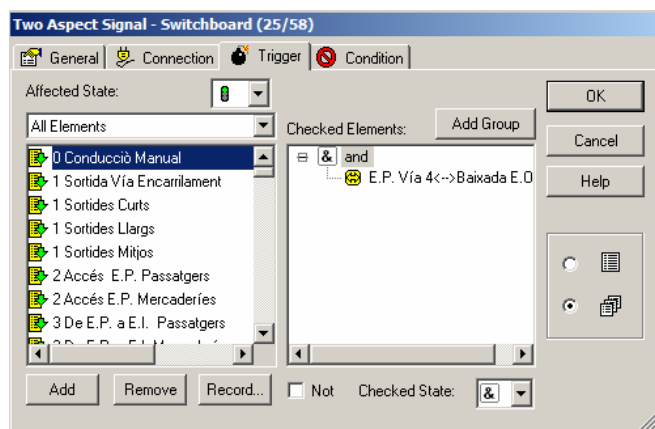 Two Aspect Signal - Switchboard (25/58)
General Connection Trigger Condition
Affected State:
All Elements
0 Conducciò Manual
1 Sortida Vía Encarrilament
1 Sortides Curts
1 Sortides Llargs
1 Sortides Mitjos
2 Accés E.P. Passatgers
2 Accés E.P. Mercaderíes
3 De E.P. a E.I. Passatgers
Add Remove Record...
Checked Elements: Add Group
& and
E.P. Vía 4<-->Baixada E.O
Not Checked State: &
OK
Cancel
Help